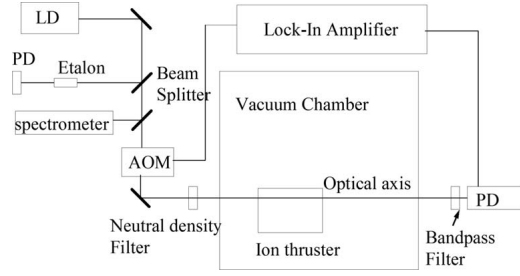 LD
Lock-In Amplifier
PD
Etalon
Beam
Splitter
Vacuum Chamber
spectrometer
AOM
Optical axis
PD
Neutral density
Filter
Ion thruster
Bandpass
Filter